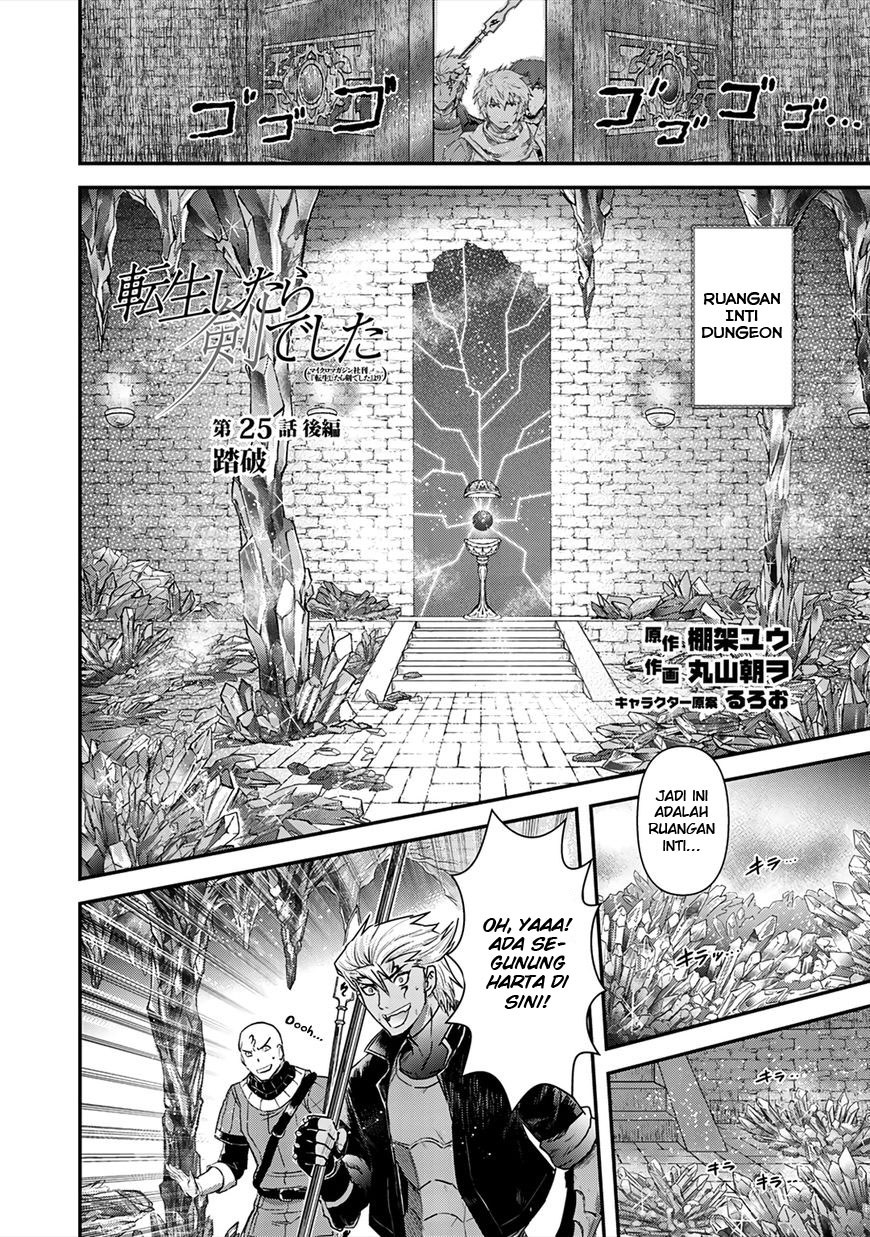 ゴゴゴ…
ゴゴゴ
RUANGAN
INTI
DUNGEON
転生したら
剣でした
(マイクロマガジン社刊
『転生したら剣でした』より)
第25話 後編
踏破
原作 棚架ユウ
作画 丸山朝ヲ
キャラクター原案 るろお
JADI INI
ADALAH
RUANGAN
INTI...
キラ…
キラッ…
キラ…
キラ…
OH, YAAA!
ADA SE-
GUNUNG
HARTA DI
SINI!
Oooh...